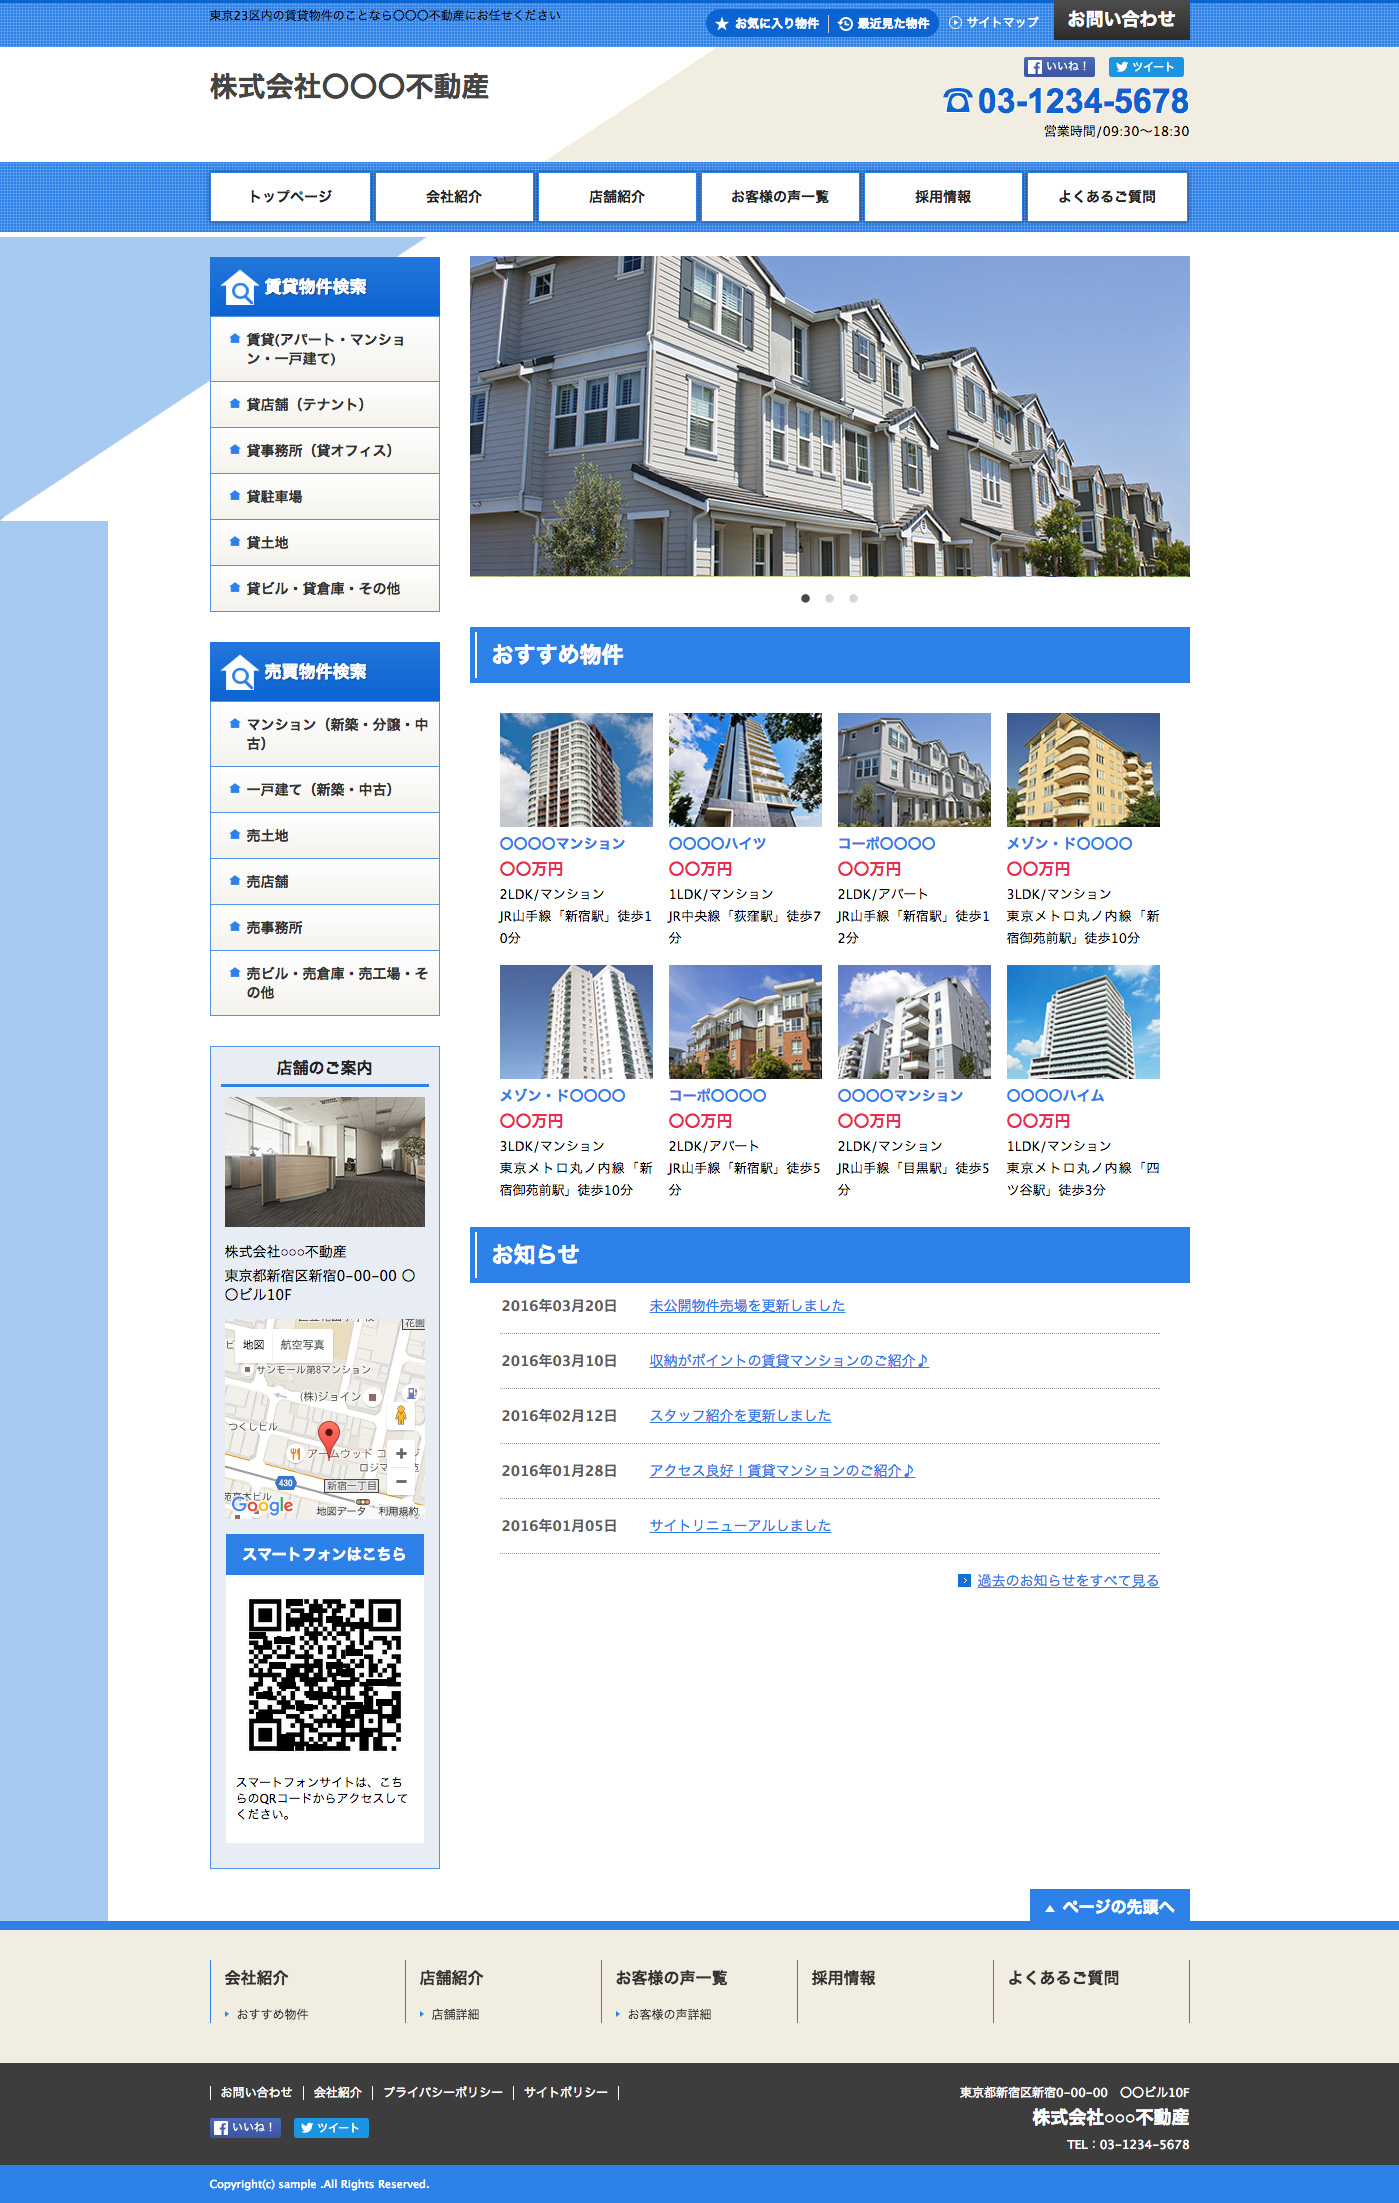 東京23区内の賃貸物件のことなら〇〇〇不動産にお任せください
お気に入り物件
最近見た物件
サイトマップ
お問い合わせ
株式会社〇〇〇不動産
いいね！
ツイート
03-1234-5678
営業時間/09:30〜18:30
トップページ
会社紹介
店舗紹介
お客様の声一覧
採用情報
よくあるご質問
賃貸物件検索
賃貸(アパート・マンショ
ン・一戸建て)
貸店舗（テナント）
貸事務所（貸オフィス）
貸駐車場
貸土地
貸ビル・貸倉庫・その他
売買物件検索
マンション（新築・分譲・中
古）
一戸建て（新築・中古）
売土地
売店舗
売事務所
売ビル・売倉庫・売工場・そ
の他
店舗のご案内
株式会社○○○不動産
東京都新宿区新宿0-00-00 〇
〇ビル10F
花園
地図
航空写真
サンモール第8マンション
(株)ジョイン
つくしビル
アームウッド コ
ロジマ
430
新宿一丁目
Google
地図データ
利用規約
スマートフォンはこちら
スマートフォンサイトは、こち
らのQRコードからアクセスして
ください。
おすすめ物件
〇〇〇〇マンション
〇〇万円
2LDK/マンション
JR山手線「新宿駅」徒歩1
0分
〇〇〇〇ハイツ
〇〇万円
1LDK/マンション
JR中央線「荻窪駅」徒歩7
分
コーポ〇〇〇〇
〇〇万円
2LDK/アパート
JR山手線「新宿駅」徒歩1
2分
メゾン・ド〇〇〇〇
〇〇万円
3LDK/マンション
東京メトロ丸ノ内線「新
宿御苑前駅」徒歩10分
メゾン・ド〇〇〇〇
〇〇万円
3LDK/マンション
東京メトロ丸ノ内線「新
宿御苑前駅」徒歩10分
コーポ〇〇〇〇
〇〇万円
2LDK/アパート
JR山手線「新宿駅」徒歩5
分
〇〇〇〇マンション
〇〇万円
2LDK/マンション
JR山手線「目黒駅」徒歩5
分
〇〇〇〇ハイム
〇〇万円
1LDK/マンション
東京メトロ丸ノ内線「四
ツ谷駅」徒歩3分
お知らせ
2016年03月20日 未公開物件売場を更新しました
2016年03月10日 収納がポイントの賃貸マンションのご紹介♪
2016年02月12日 スタッフ紹介を更新しました
2016年01月28日 アクセス良好！賃貸マンションのご紹介♪
2016年01月05日 サイトリニューアルしました
過去のお知らせをすべて見る
ページの先頭へ
会社紹介
おすすめ物件
店舗紹介
店舗詳細
お客様の声一覧
お客様の声詳細
採用情報
よくあるご質問
お問い合わせ
会社紹介
プライバシーポリシー
サイトポリシー
いいね！
ツイート
東京都新宿区新宿0-00-00　〇〇ビル10F
株式会社○○○不動産
TEL：03-1234-5678
Copyright(c) sample .All Rights Reserved.